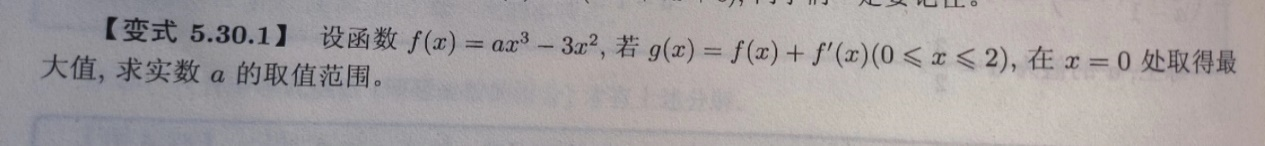 【变式 5.30.1】 设函数 f(x) = ax³ − 3x², 若 g(x) = f(x) + f′(x)(0 ⩽ x ⩽ 2), 在 x = 0 处取得最
大值, 求实数 a 的取值范围。